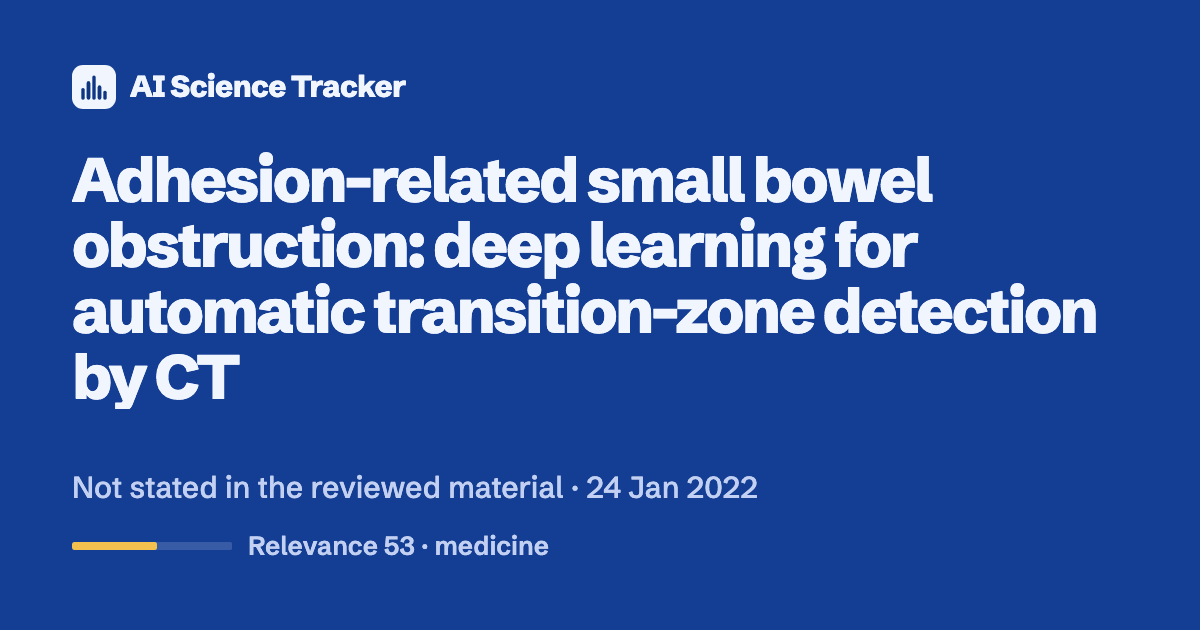 AI Science Tracker
Adhesion-related small bowel
obstruction: deep learning for
automatic transition-zone detection
by CT
Not stated in the reviewed material · 24 Jan 2022
Relevance 53 · medicine